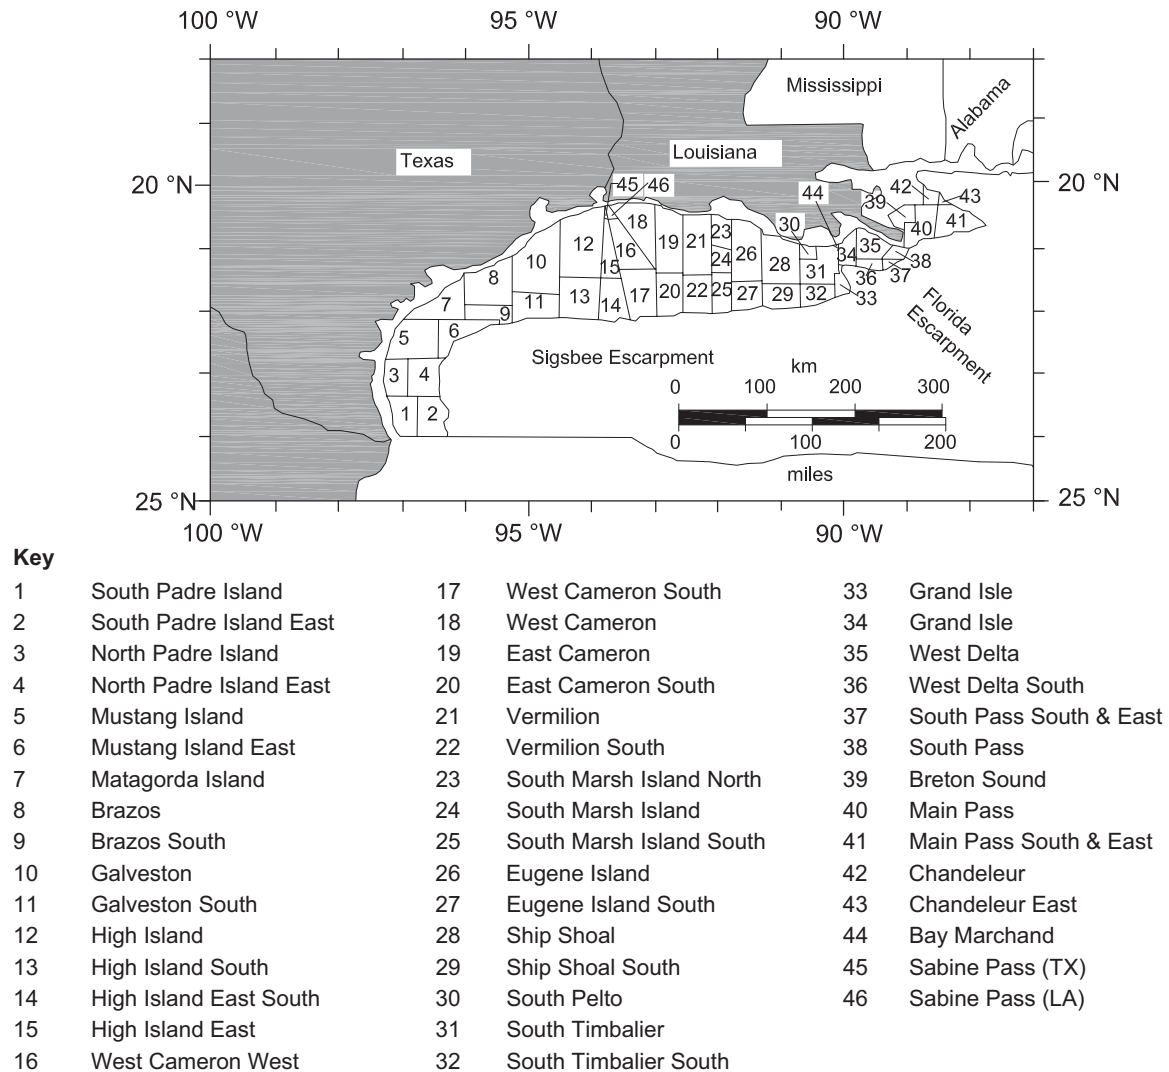 100 °W 95 °W 90 °W
Mississippi
Alabama
Texas
Louisiana
20 °N 20 °N
45 46
44 42 43
39
18 30 40 41
12 23
16 19 21 26 35
10 24 28 34 38
15 31
8 36 37
13 14 17 20 22 25 27 29 32 33
7 11
9
5 6
Florida
Escarpment
Sigsbee Escarpment
km
3 4
0 100 200 300
1 2
0 100 200
miles
25 °N 25 °N
100 °W 95 °W 90 °W
Key
1 South Padre Island 17 West Cameron South 33 Grand Isle
2 South Padre Island East 18 West Cameron 34 Grand Isle
3 North Padre Island 19 East Cameron 35 West Delta
4 North Padre Island East 20 East Cameron South 36 West Delta South
5 Mustang Island 21 Vermilion 37 South Pass South & East
6 Mustang Island East 22 Vermilion South 38 South Pass
7 Matagorda Island 23 South Marsh Island North 39 Breton Sound
8 Brazos 24 South Marsh Island 40 Main Pass
9 Brazos South 25 South Marsh Island South 41 Main Pass South & East
10 Galveston 26 Eugene Island 42 Chandeleur
11 Galveston South 27 Eugene Island South 43 Chandeleur East
12 High Island 28 Ship Shoal 44 Bay Marchand
13 High Island South 29 Ship Shoal South 45 Sabine Pass (TX)
14 High Island East South 30 South Pelto 46 Sabine Pass (LA)
15 High Island East 31 South Timbalier
16 West Cameron West 32 South Timbalier South